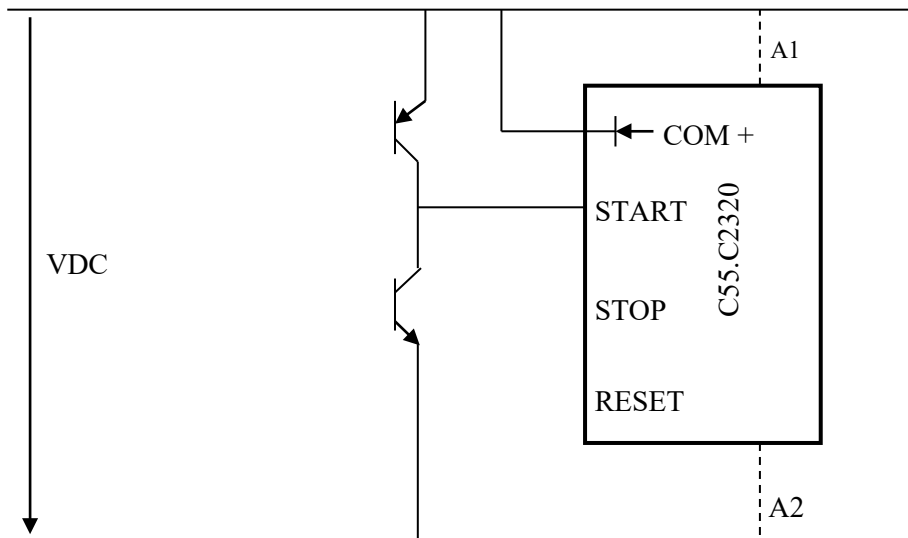 A1
COM +
START
C55.C2320
VDC
STOP
RESET
A2